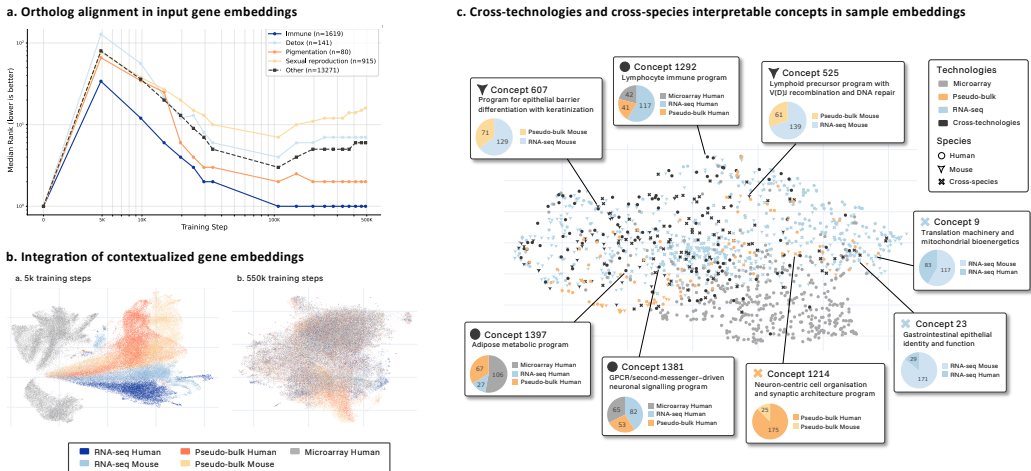 a. Ortholog alignment in input gene embeddings
Immune (n=1619)
Detox (n=141)
Pigmentation (n=80)
Sexual reproduction (n=915)
Other (n=13271)
Median Rank (lower is better)
10³
10¹
10⁰
0
5K
10K
100K
500K
Training Step
b. Integration of contextualized gene embeddings
a. 5k training steps
b. 550k training steps
RNA-seq Human
RNA-seq Mouse
Pseudo-bulk Human
Pseudo-bulk Mouse
Microarray Human
c. Cross-technologies and cross-species interpretable concepts in sample embeddings
Concept 607
Program for epithelial barrier
differentiation with keratinization
71
129
Pseudo-bulk Mouse
RNA-seq Mouse
Concept 1292
Lymphocyte immune program
42
41
117
Microarray Human
RNA-seq Human
Pseudo-bulk Human
Concept 525
Lymphoid precursor program with
V(D)J recombination and DNA repair
61
139
Pseudo-bulk Mouse
RNA-seq Mouse
Technologies
Microarray
Pseudo-bulk
RNA-seq
Cross-technologies
Species
Human
Mouse
Cross-species
Concept 9
Translation machinery and
mitochondrial bioenergetics
83
117
RNA-seq Mouse
RNA-seq Human
Concept 23
Gastrointestinal epithelial
identity and function
29
171
RNA-seq Mouse
RNA-seq Human
Concept 1397
Adipose metabolic program
67
106
27
Microarray Human
RNA-seq Human
Pseudo-bulk Human
Concept 1381
GPCR/second-messenger–driven
neuronal signalling program
65
82
53
Microarray Human
RNA-seq Human
Pseudo-bulk Human
Concept 1214
Neuron-centric cell organisation
and synaptic architecture program
25
175
Pseudo-bulk Human
Pseudo-bulk Mouse